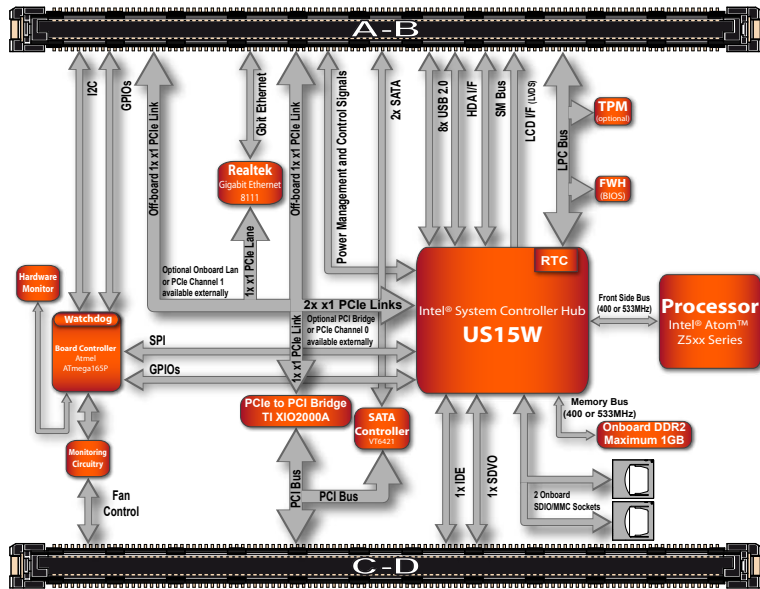 A-B
I2C
GPIOs
Off-board 1x x1 PCIe Link
Gbit Ethernet
Off-board 1x x1 PCIe Link
Power Management and Control Signals
2x SATA
8x USB 2.0
HDA I/F
SM Bus
LCD I/F (LVDS)
LPC Bus
TPM
(optional)
FWH
(BIOS)
Realtek
Gigabit Ethernet
8111
1x x1 PCIe Lane
Optional Onboard Lan
or PCIe Channel 1
available externally
Hardware
Monitor
Watchdog
Board Controller
Atmel
ATmega165P
2x x1 PCIe Links
Optional PCI Bridge
or PCIe Channel 0
available externally
1x x1 PCIe Link
SPI
GPIOs
RTC
Intel® System Controller Hub
US15W
Front Side Bus
(400 or 533MHz)
Processor
Intel® Atom™
Z5xx Series
Memory Bus
(400 or 533MHz)
Onboard DDR2
Maximum 1GB
PCIe to PCI Bridge
TI XIO2000A
SATA
Controller
VT6421
Monitoring
Circuitry
Fan
Control
PCI Bus
PCI Bus
1x IDE
1x SDVO
2 Onboard
SDIO/MMC Sockets
C-D